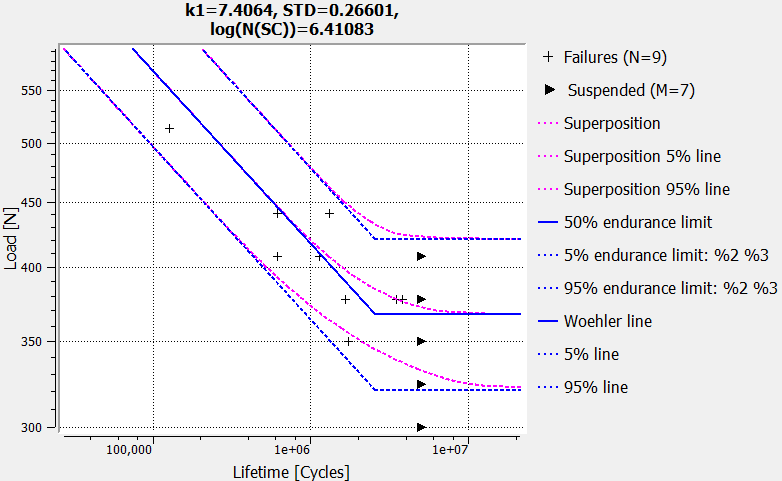 k1=7.4064, STD=0.26601,
log(N(SC))=6.41083
Load [N]
550
500
450
400
350
300
100,000
1e+06
1e+07
Lifetime [Cycles]
Failures (N=9)
Suspended (M=7)
Superposition
Superposition 5% line
Superposition 95% line
50% endurance limit
5% endurance limit: %2 %3
95% endurance limit: %2 %3
Woehler line
5% line
95% line